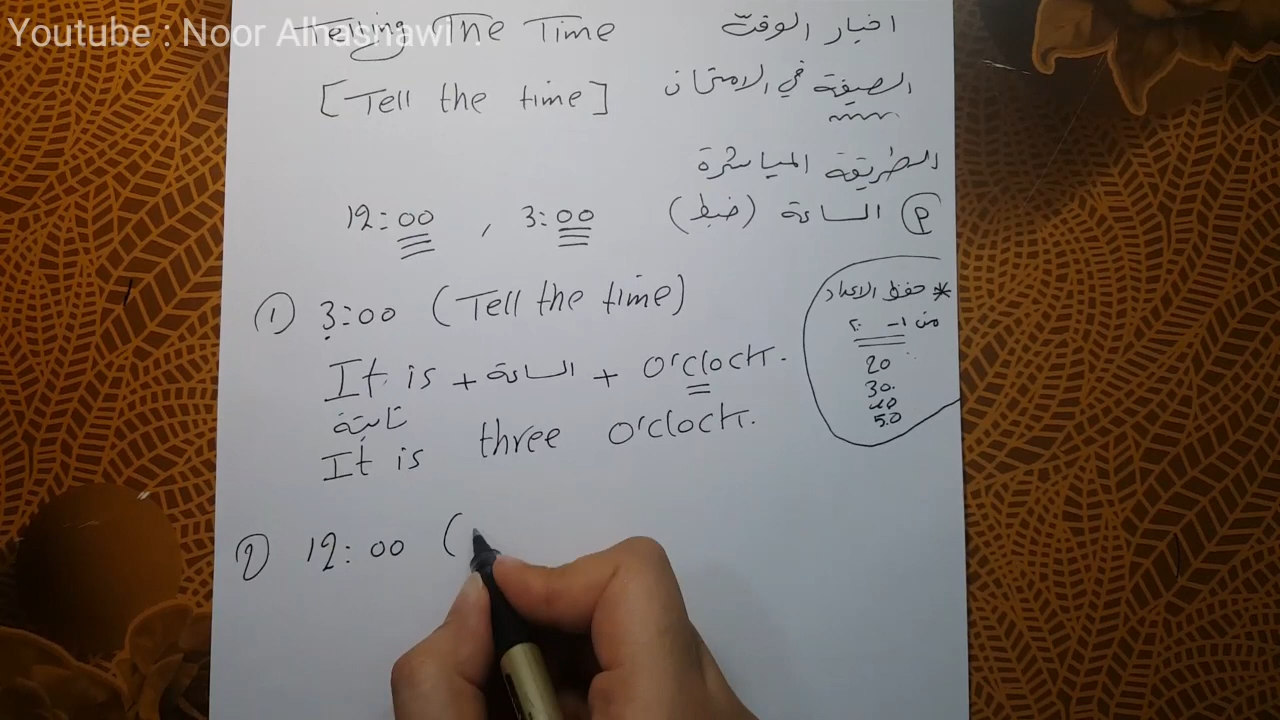 Youtube : Noor Alhasnawi .
Telling The Time اخبار الوقت
[Tell the time] الصيغة في الامتحان
الطريقة المباشرة
12:00 , 3:00 الساعة (ضبط)
① 3:00 (Tell the time)
It is + الساعة + O'clock.
ثابتة
It is three O'clock.
* حفظ الاعداد
من ١- ٢٠
20
30.
40
50
② 12:00 (